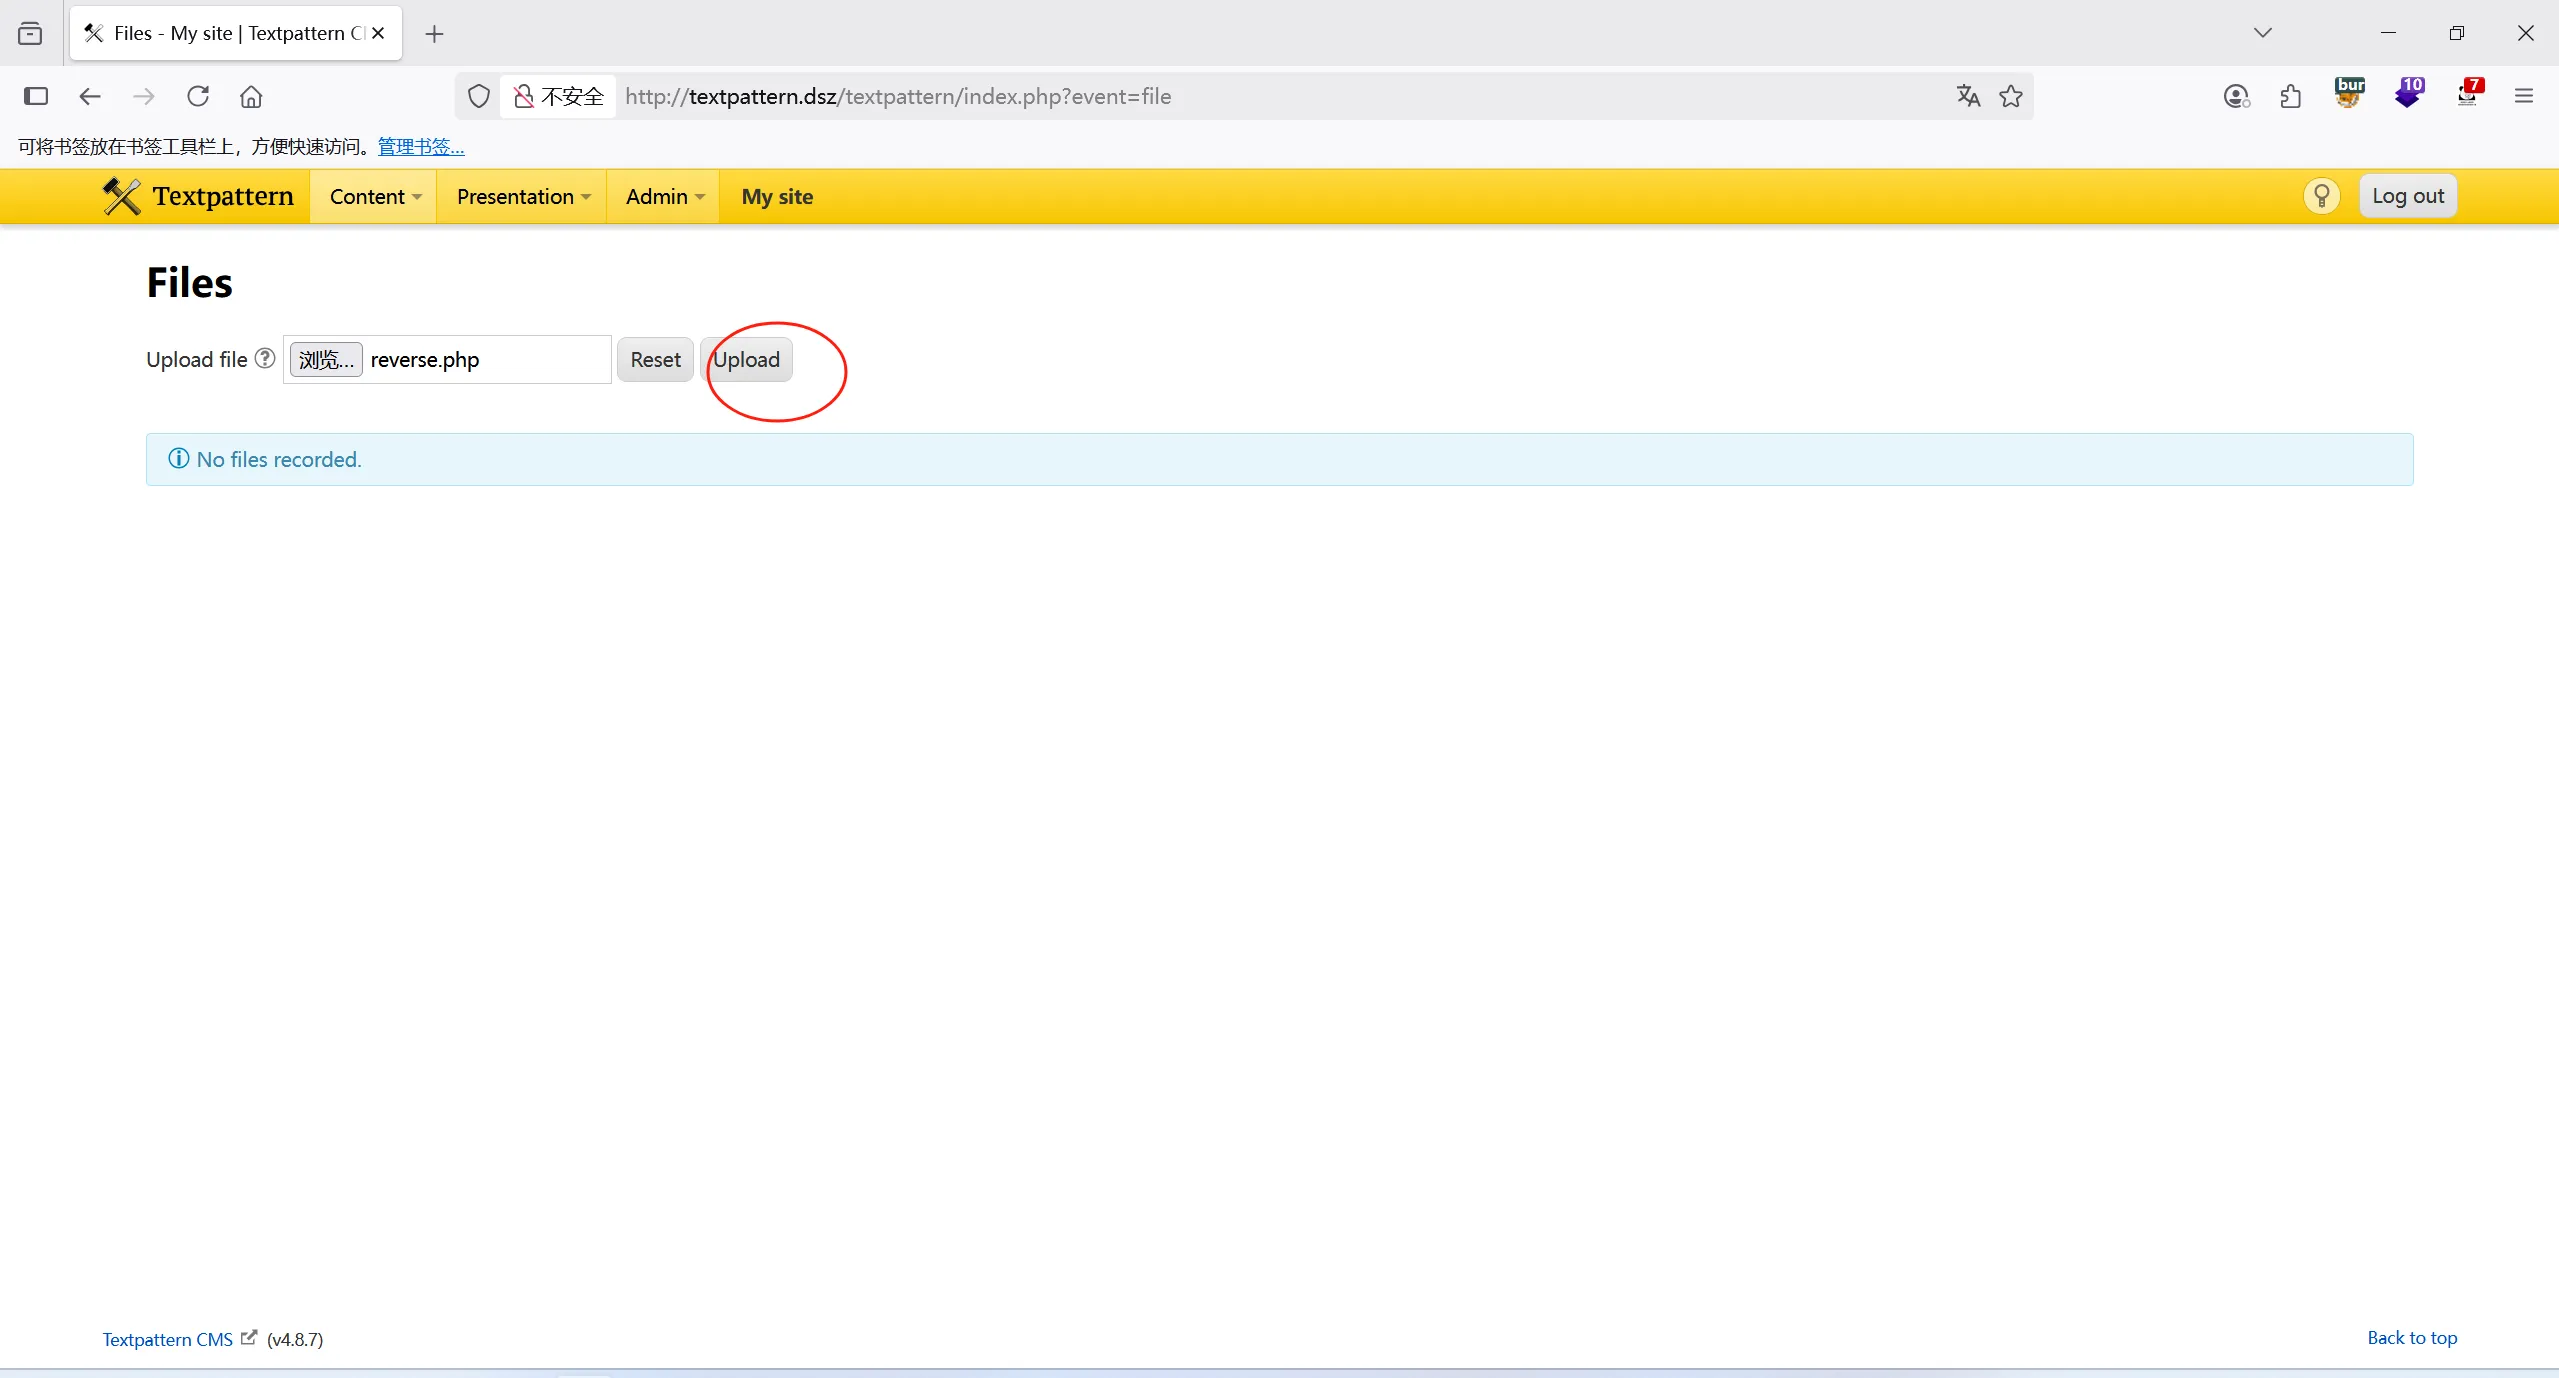 Files - My site | Textpattern C
不安全 http://textpattern.dsz/textpattern/index.php?event=file
bur 10 7
可将书签放在书签工具栏上，方便快速访问。管理书签...
Textpattern Content Presentation Admin My site Log out
Files
Upload file ? 浏览... reverse.php Reset Upload
No files recorded.
Textpattern CMS (v4.8.7) Back to top